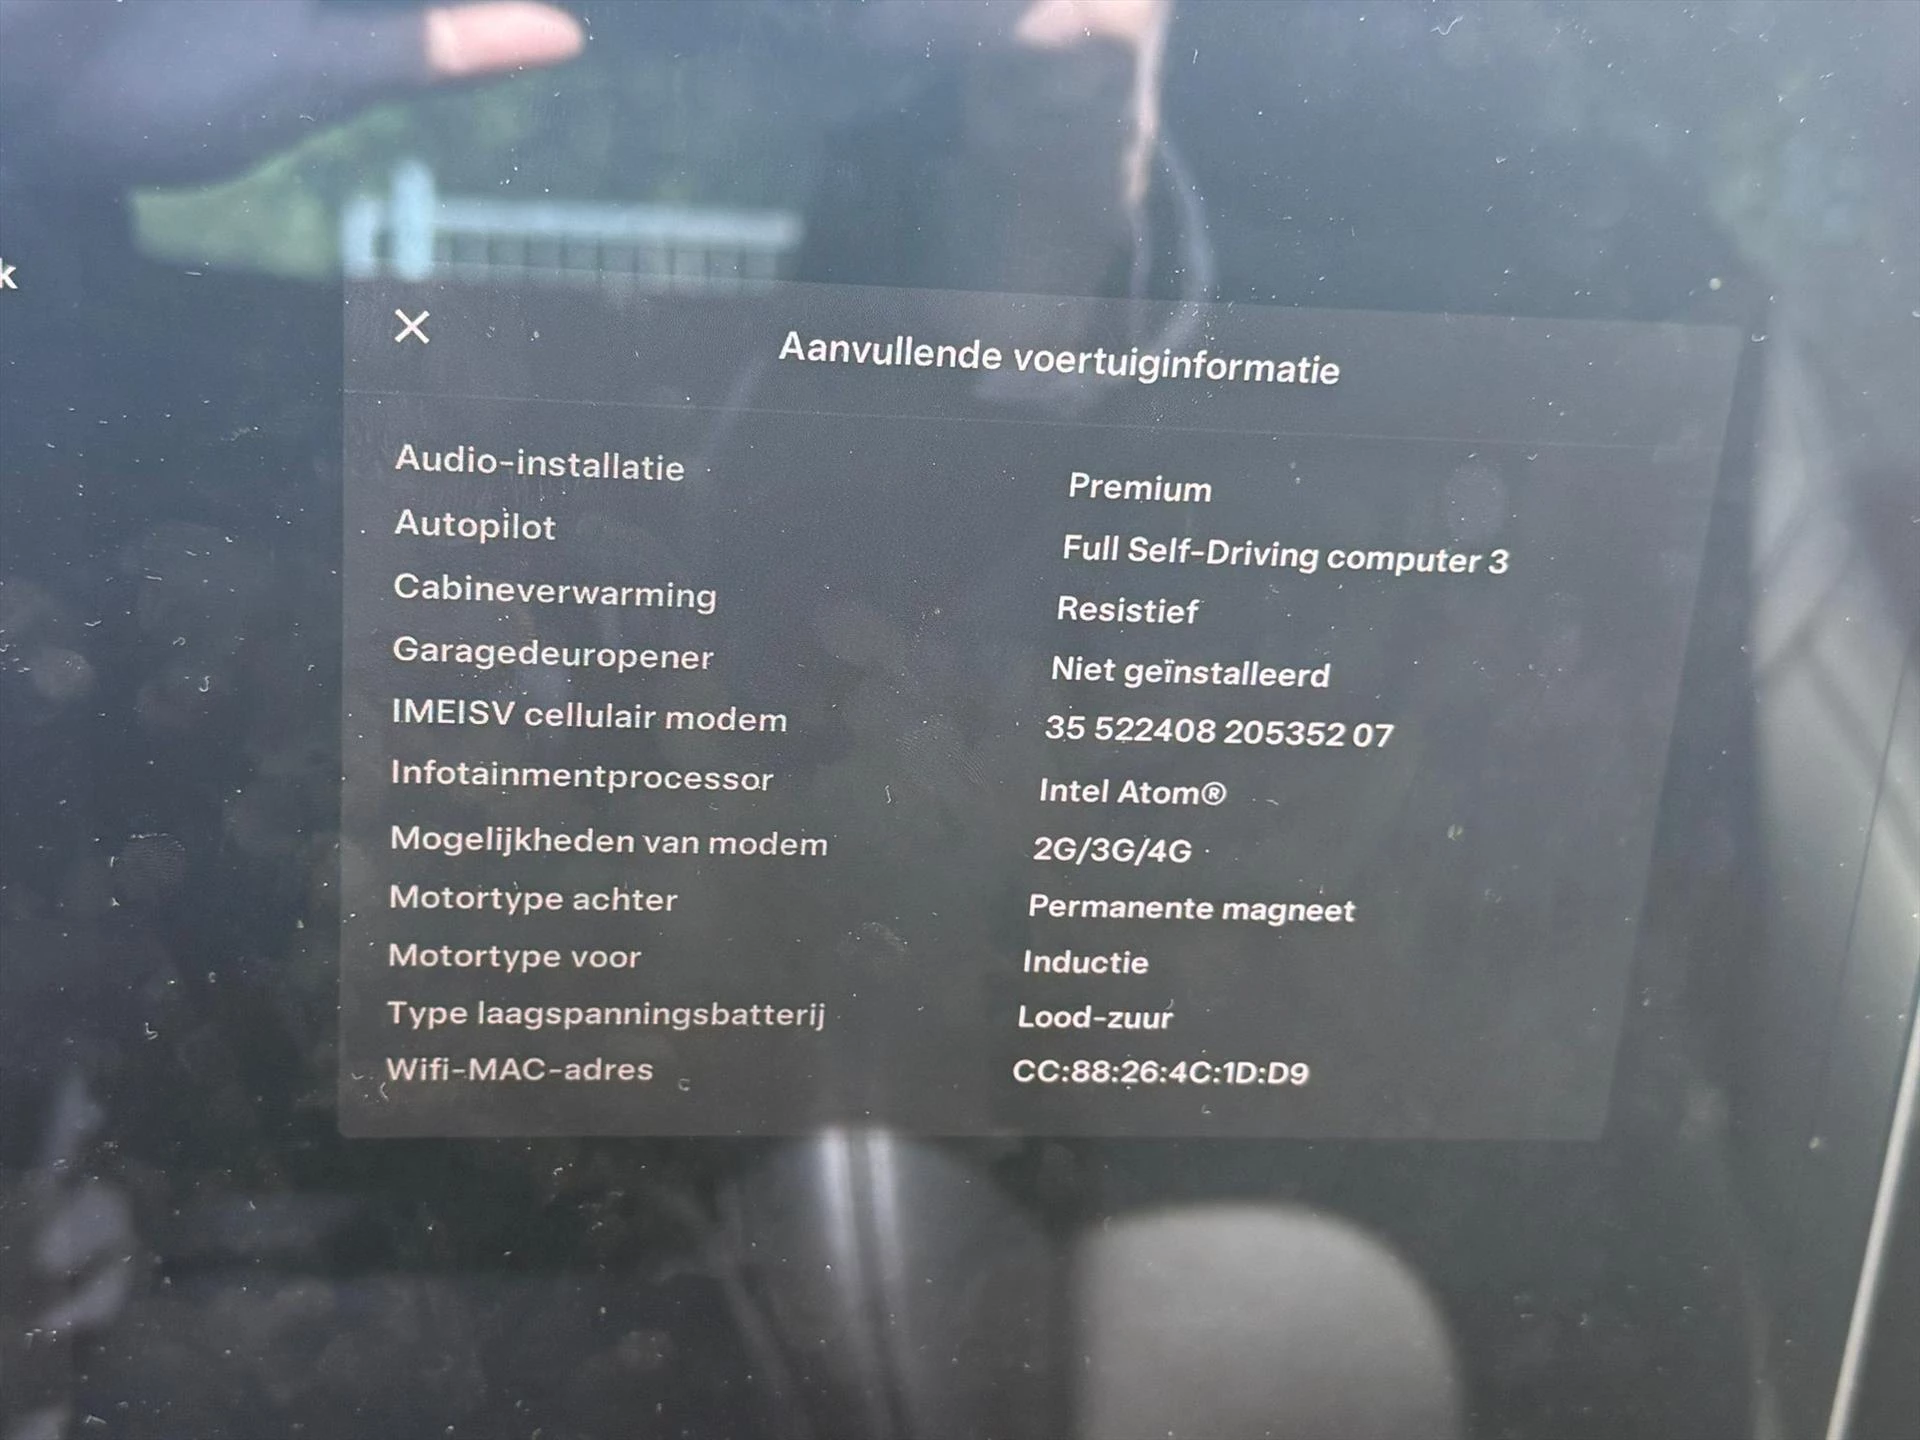 k
Aanvullende voertuiginformatie
Audio-installatie Premium
Autopilot Full Self-Driving computer 3
Cabineverwarming Resistief
Garagedeuropener Niet geïnstalleerd
IMEISV cellulair modem 35 522408 205352 07
Infotainmentprocessor Intel Atom®
Mogelijkheden van modem 2G/3G/4G
Motortype achter Permanente magneet
Motortype voor Inductie
Type laagspanningsbatterij Lood-zuur
Wifi-MAC-adres CC:88:26:4C:1D:D9